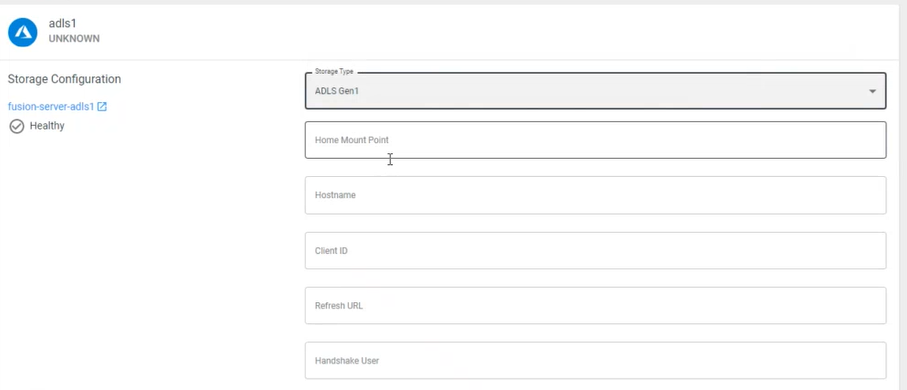 adls1
UNKNOWN
Storage Configuration
fusion-server-adls1
Healthy
Storage Type
ADLS Gen1
Home Mount Point
Hostname
Client ID
Refresh URL
Handshake User